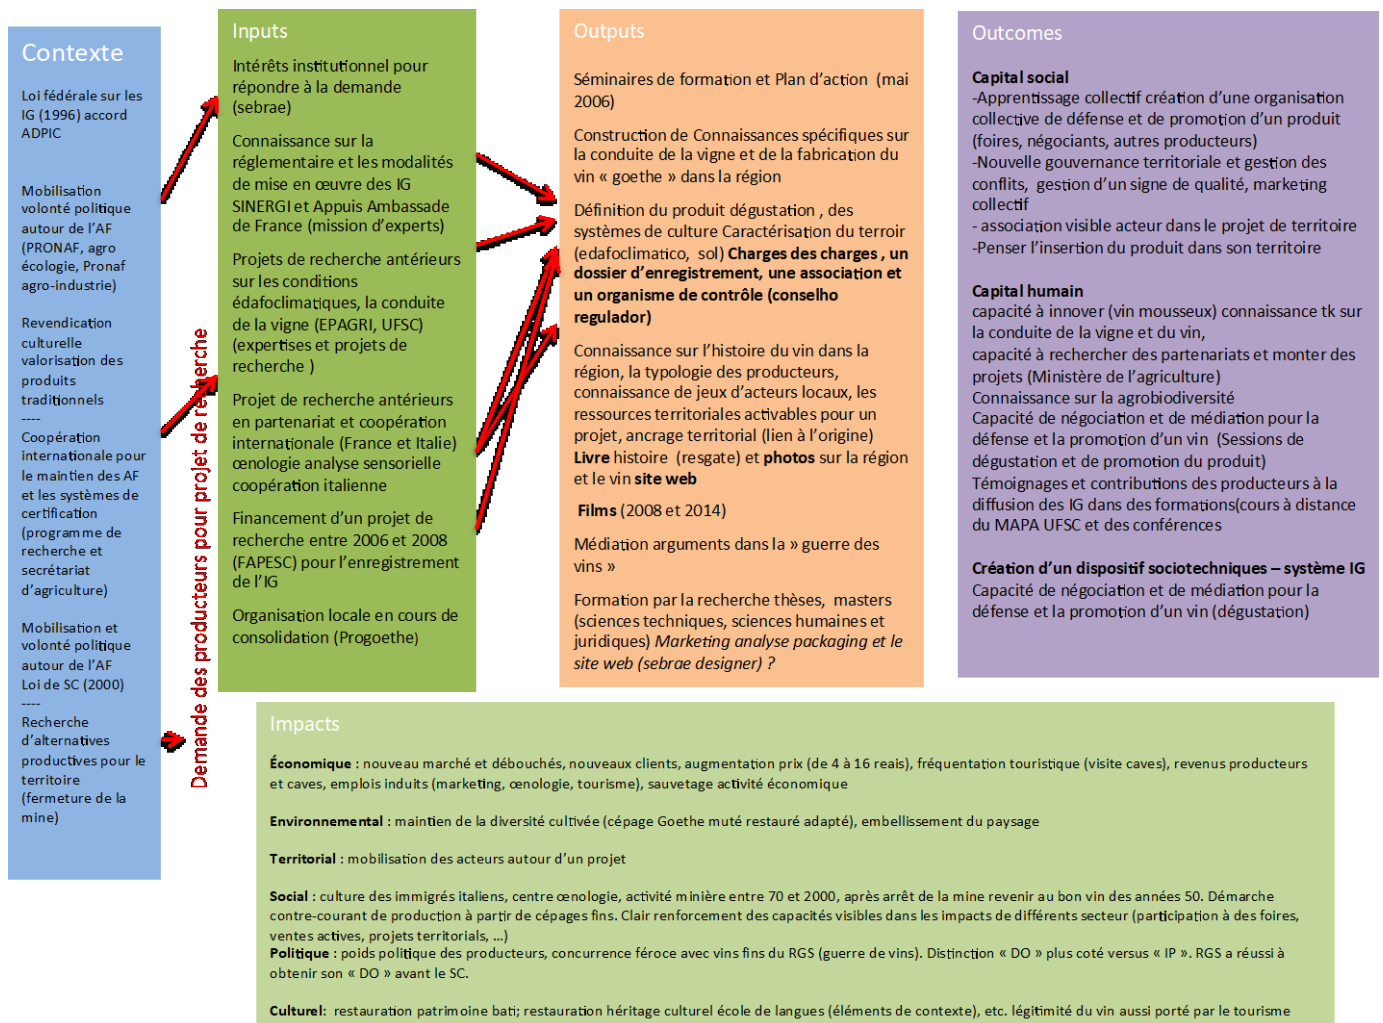 Contexte
Loi fédérale sur les
IG (1996) accord
ADPIC
Mobilisation
volonté politique
autour de l'AF
(PRONAF, agro
écologie, Pronaf
agro-industrie)
Revendication
culturelle
valorisation des
produits
traditionnels
----
Coopération
internationale pour
le maintien des AF
et les systèmes de
certification
(programme de
recherche et
secrétariat
d'agriculture)
Mobilisation et
volonté politique
autour de l'AF
Loi de SC (2000)
----
Recherche
d'alternatives
productives pour le
territoire
(fermeture de la
mine)
Demande des producteurs pour projet de recherche
Inputs
Intérêts institutionnel pour
répondre à la demande
(sebrae)
Connaissance sur la
réglementaire et les modalités
de mise en œuvre des IG
SINERGI et Appuis Ambassade
de France (mission d'experts)
Projets de recherche antérieurs
sur les conditions
édafoclimatiques, la conduite
de la vigne (EPAGRI, UFSC)
(expertises et projets de
recherche )
Projet de recherche antérieurs
en partenariat et coopération
internationale (France et Italie)
œnologie analyse sensorielle
coopération italienne
Financement d'un projet de
recherche entre 2006 et 2008
(FAPESC) pour l'enregistrement
de l'IG
Organisation locale en cours de
consolidation (Progoethe)
Outputs
Séminaires de formation et Plan d'action (mai
2006)
Construction de Connaissances spécifiques sur
la conduite de la vigne et de la fabrication du
vin « goethe » dans la région
Définition du produit dégustation , des
systèmes de culture Caractérisation du terroir
(edafoclimatico, sol) Charges des charges , un
dossier d'enregistrement, une association et
un organisme de contrôle (conselho
regulador)
Connaissance sur l'histoire du vin dans la
région, la typologie des producteurs,
connaissance de jeux d'acteurs locaux, les
ressources territoriales activables pour un
projet, ancrage territorial (lien à l'origine)
Livre histoire (resgate) et photos sur la région
et le vin site web
Films (2008 et 2014)
Médiation arguments dans la » guerre des
vins »
Formation par la recherche thèses, masters
(sciences techniques, sciences humaines et
juridiques) Marketing analyse packaging et le
site web (sebrae designer) ?
Outcomes
Capital social
-Apprentissage collectif création d'une organisation
collective de défense et de promotion d'un produit
(foires, négociants, autres producteurs)
-Nouvelle gouvernance territoriale et gestion des
conflits, gestion d'un signe de qualité, marketing
collectif
- association visible acteur dans le projet de territoire
-Penser l'insertion du produit dans son territoire
Capital humain
capacité à innover (vin mousseux) connaissance tk sur
la conduite de la vigne et du vin,
capacité à rechercher des partenariats et monter des
projets (Ministère de l'agriculture)
Connaissance sur l'agrobiodiversité
Capacité de négociation et de médiation pour la
défense et la promotion d'un vin (Sessions de
dégustation et de promotion du produit)
Témoignages et contributions des producteurs à la
diffusion des IG dans des formations(cours à distance
du MAPA UFSC et des conférences
Création d'un dispositif sociotechniques – système IG
Capacité de négociation et de médiation pour la
défense et la promotion d'un vin (dégustation)
Impacts
Économique : nouveau marché et débouchés, nouveaux clients, augmentation prix (de 4 à 16 reais), fréquentation touristique (visite caves), revenus producteurs
et caves, emplois induits (marketing, œnologie, tourisme), sauvetage activité économique
Environnemental : maintien de la diversité cultivée (cépage Goethe muté restauré adapté), embellissement du paysage
Territorial : mobilisation des acteurs autour d'un projet
Social : culture des immigrés italiens, centre œnologie, activité minière entre 70 et 2000, après arrêt de la mine revenir au bon vin des années 50. Démarche
contre-courant de production à partir de cépages fins. Clair renforcement des capacités visibles dans les impacts de différents secteur (participation à des foires,
ventes actives, projets territorials, ...)
Politique : poids politique des producteurs, concurrence féroce avec vins fins du RGS (guerre de vins). Distinction « DO » plus coté versus « IP ». RGS a réussi à
obtenir son « DO » avant le SC.
Culturel: restauration patrimoine bati; restauration héritage culturel école de langues (éléments de contexte), etc. légitimité du vin aussi porté par le tourisme